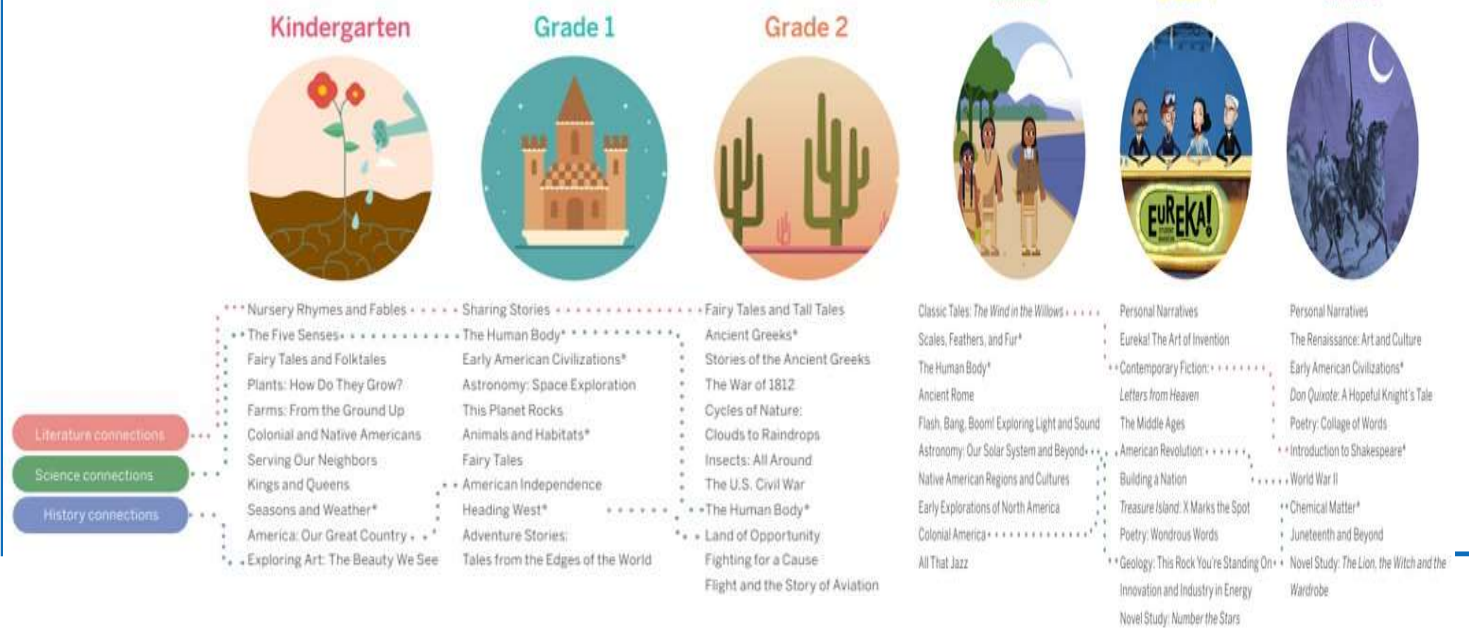 Kindergarten
Grade 1
Grade 2
EUREKA!
Literature connections
Science connections
History connections
Nursery Rhymes and Fables
The Five Senses
Fairy Tales and Folktales
Plants: How Do They Grow?
Farms: From the Ground Up
Colonial and Native Americans
Serving Our Neighbors
Kings and Queens
Seasons and Weather*
America: Our Great Country
Exploring Art: The Beauty We See
Sharing Stories
The Human Body*
Early American Civilizations*
Astronomy: Space Exploration
This Planet Rocks
Animals and Habitats*
Fairy Tales
American Independence
Heading West*
Adventure Stories:
Tales from the Edges of the World
Fairy Tales and Tall Tales
Ancient Greeks*
Stories of the Ancient Greeks
The War of 1812
Cycles of Nature:
Clouds to Raindrops
Insects: All Around
The U.S. Civil War
The Human Body*
Land of Opportunity
Fighting for a Cause
Flight and the Story of Aviation
Classic Tales: The Wind in the Willows
Scales, Feathers, and Fur*
The Human Body*
Ancient Rome
Flash, Bang, Boom! Exploring Light and Sound
Astronomy: Our Solar System and Beyond
Native American Regions and Cultures
Early Explorations of North America
Colonial America
All That Jazz
Personal Narratives
Eureka! The Art of Invention
Contemporary Fiction:
Letters from Heaven
The Middle Ages
American Revolution:
Building a Nation
Treasure Island: X Marks the Spot
Poetry: Wondrous Words
Geology: This Rock You're Standing On
Innovation and Industry in Energy
Novel Study: Number the Stars
Personal Narratives
The Renaissance: Art and Culture
Early American Civilizations*
Don Quixote: A Hopeful Knight's Tale
Poetry: Collage of Words
Introduction to Shakespeare*
World War II
Chemical Matter*
Juneteenth and Beyond
Novel Study: The Lion, the Witch and the
Wardrobe